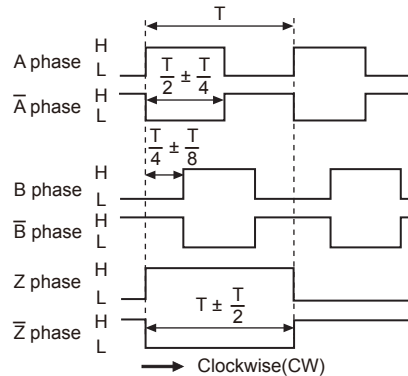 T
H
A phase
L
T/2 ± T/4
H
A̅ phase
L
T/4 ± T/8
H
B phase
L
H
B̅ phase
L
H
Z phase
L
T ± T/2
H
Z̅ phase
L
Clockwise(CW)